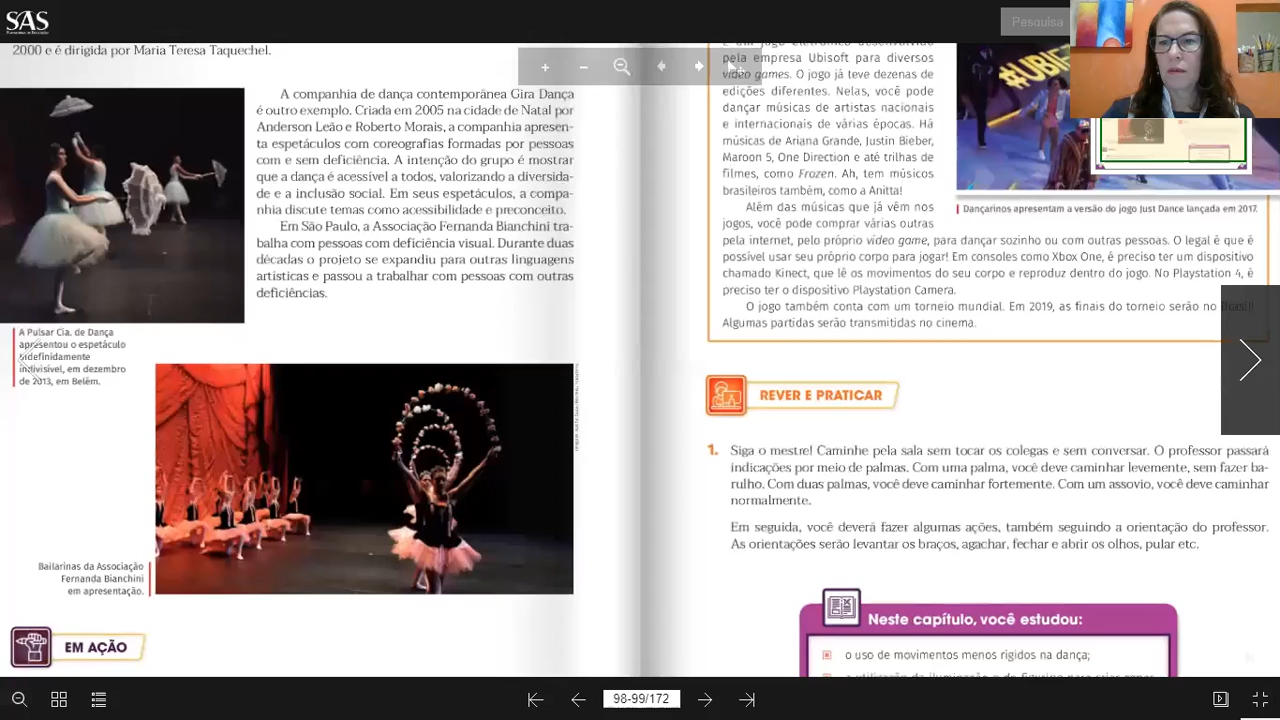 SAS
Pesquisa
2000 e é dirigida por Maria Teresa Taquechel.
A companhia de dança contemporânea Gira Dança
é outro exemplo. Criada em 2005 na cidade de Natal por
Anderson Leão e Roberto Morais, a companhia apresen-
ta espetáculos com coreografias formadas por pessoas
com e sem deficiência. A intenção do grupo é mostrar
que a dança é acessível a todos, valorizando a diversida-
de e a inclusão social. Em seus espetáculos, a compa-
nhia discute temas como acessibilidade e preconceito.
Em São Paulo, a Associação Fernanda Bianchini tra-
balha com pessoas com deficiência visual. Durante duas
décadas o projeto se expandiu para outras linguagens
artísticas e passou a trabalhar com pessoas com outras
deficiências.
A Pulsar Cia. de Dança
apresentou o espetáculo
Indefinidamente
indivisível, em dezembro
de 2013, em Belém.
Bailarinas da Associação
Fernanda Bianchini
em apresentação.
EM AÇÃO
é um jogo eletrônico desenvolvido
pela empresa Ubisoft para diversos
video games. O jogo já teve dezenas de
edições diferentes. Nelas, você pode
dançar músicas de artistas nacionais
e internacionais de várias épocas. Há
músicas de Ariana Grande, Justin Bieber,
Maroon 5, One Direction e até trilhas de
filmes, como Frozen. Ah, tem músicos
brasileiros também, como a Anitta!
Além das músicas que já vêm nos
jogos, você pode comprar várias outras
pela internet, pelo próprio video game, para dançar sozinho ou com outras pessoas. O legal é que é
possível usar seu próprio corpo para jogar! Em consoles como Xbox One, é preciso ter um dispositivo
chamado Kinect, que lê os movimentos do seu corpo e reproduz dentro do jogo. No Playstation 4, é
preciso ter o dispositivo Playstation Camera.
O jogo também conta com um torneio mundial. Em 2019, as finais do torneio serão no Brasil!
Algumas partidas serão transmitidas no cinema.
#UBI
Dançarinos apresentam a versão do jogo Just Dance lançada em 2017.
REVER E PRATICAR
1. Siga o mestre! Caminhe pela sala sem tocar os colegas e sem conversar. O professor passará
indicações por meio de palmas. Com uma palma, você deve caminhar levemente, sem fazer ba-
rulho. Com duas palmas, você deve caminhar fortemente. Com um assovio, você deve caminhar
normalmente.
Em seguida, você deverá fazer algumas ações, também seguindo a orientação do professor.
As orientações serão levantar os braços, agachar, fechar e abrir os olhos, pular etc.
Neste capítulo, você estudou:
o uso de movimentos menos rígidos na dança;
98-99/172